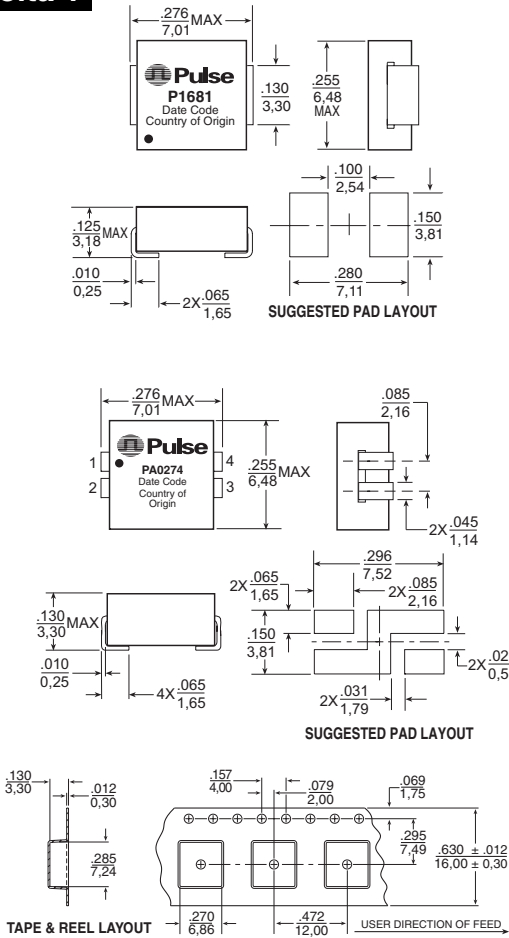 .276
7,01 MAX
Pulse
P1681
Date Code
Country of Origin
.130
3,30
.255
6,48
MAX
.100
2,54
.125
3,18 MAX
.150
3,81
.010
0,25
2X .065
1,65
.280
7,11
SUGGESTED PAD LAYOUT
.276
7,01 MAX
.085
2,16
Pulse
PA0274
Date Code
Country of
Origin
1
2
4
3
.255
6,48 MAX
2X .045
1,14
.296
7,52
2X .065
1,65
2X .085
2,16
.130
3,30 MAX
.150
3,81
.010
0,25
4X .065
1,65
2X .031
1,79
2X .02
0,5
SUGGESTED PAD LAYOUT
.130
3,30
.012
0,30
.157
4,00
.079
2,00
.069
1,75
.285
7,24
.295
7,49
.630 ± .012
16,00 ± 0,30
TAPE & REEL LAYOUT
.270
6,86
.472
12,00
USER DIRECTION OF FEED